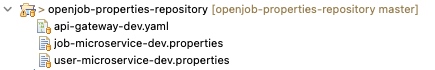 > openjob-properties-repository [openjob-properties-repository master]
api-gateway-dev.yaml
job-microservice-dev.properties
user-microservice-dev.properties